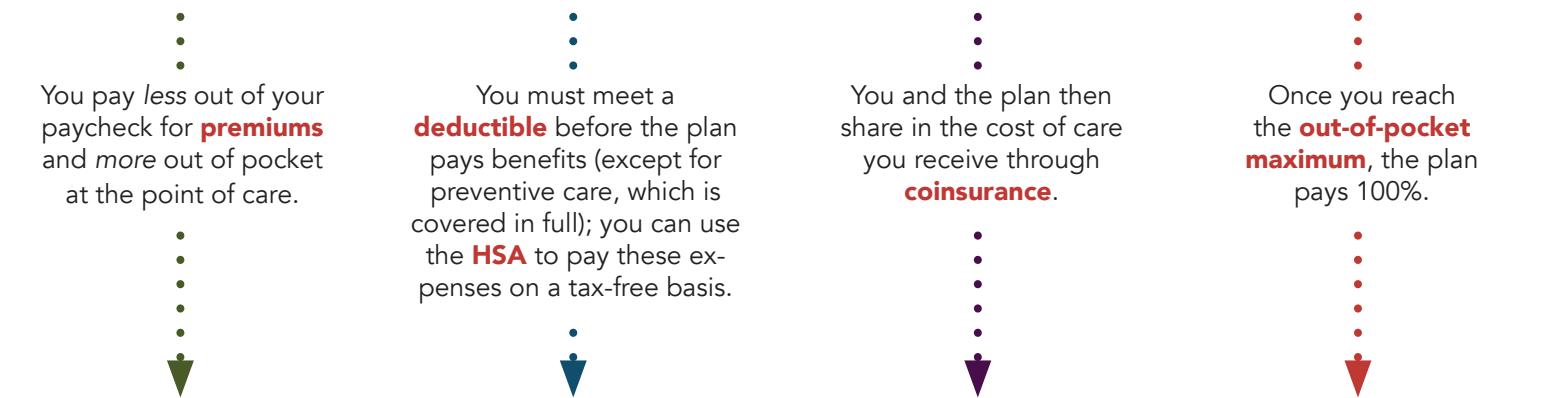 You pay less out of your
paycheck for premiums
and more out of pocket
at the point of care.
You must meet a
deductible before the plan
pays benefits (except for
preventive care, which is
covered in full); you can use
the HSA to pay these ex-
penses on a tax-free basis.
You and the plan then
share in the cost of care
you receive through
coinsurance.
Once you reach
the out-of-pocket
maximum, the plan
pays 100%.